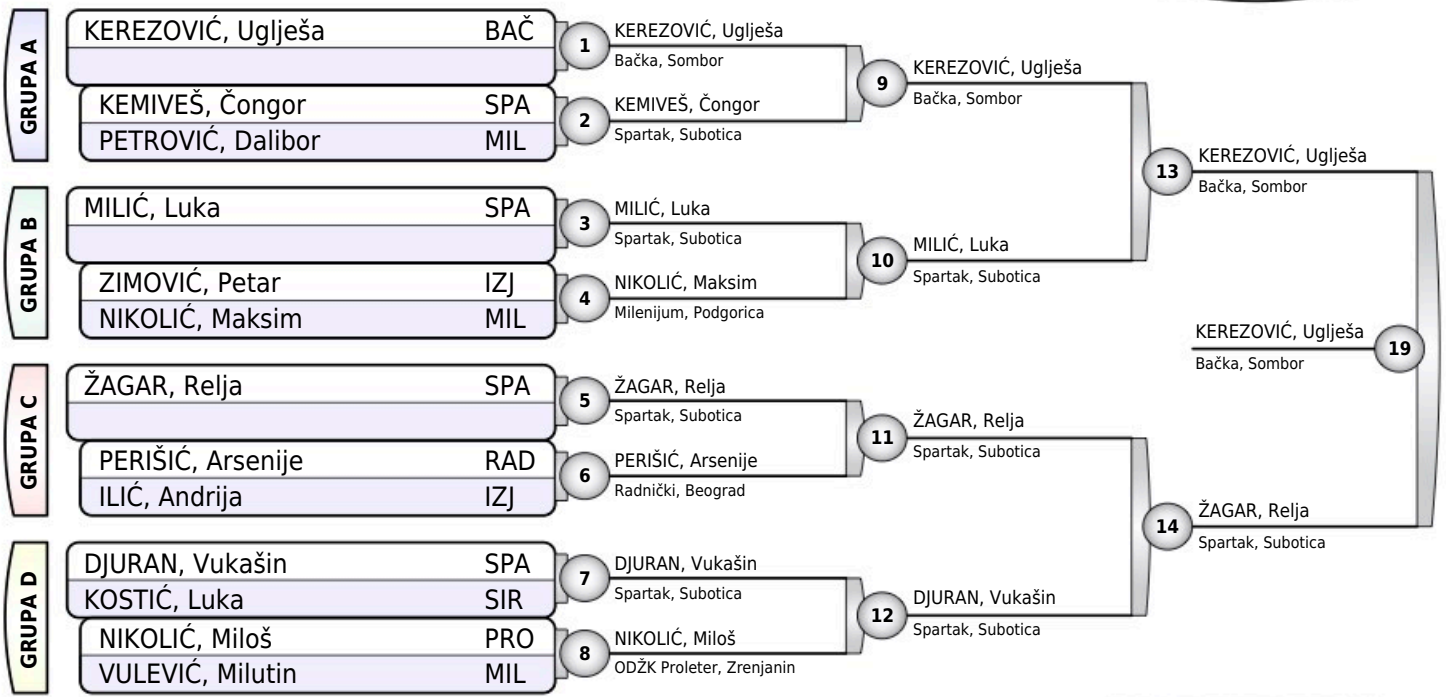 GRUPA A
KEREZOVIĆ, Uglješa BAČ
KEMIVEŠ, Čongor SPA
PETROVIĆ, Dalibor MIL
GRUPA B
MILIĆ, Luka SPA
ZIMOVIĆ, Petar IZJ
NIKOLIĆ, Maksim MIL
GRUPA C
ŽAGAR, Relja SPA
PERIŠIĆ, Arsenije RAD
ILIĆ, Andrija IZJ
GRUPA D
DJURAN, Vukašin SPA
KOSTIĆ, Luka SIR
NIKOLIĆ, Miloš PRO
VULEVIĆ, Milutin MIL
1
KEREZOVIĆ, Uglješa
Bačka, Sombor
2
KEMIVEŠ, Čongor
Spartak, Subotica
3
MILIĆ, Luka
Spartak, Subotica
4
NIKOLIĆ, Maksim
Milenijum, Podgorica
5
ŽAGAR, Relja
Spartak, Subotica
6
PERIŠIĆ, Arsenije
Radnički, Beograd
7
DJURAN, Vukašin
Spartak, Subotica
8
NIKOLIĆ, Miloš
ODŽK Proleter, Zrenjanin
9
KEREZOVIĆ, Uglješa
Bačka, Sombor
10
MILIĆ, Luka
Spartak, Subotica
11
ŽAGAR, Relja
Spartak, Subotica
12
DJURAN, Vukašin
Spartak, Subotica
13
KEREZOVIĆ, Uglješa
Bačka, Sombor
14
ŽAGAR, Relja
Spartak, Subotica
KEREZOVIĆ, Uglješa
Bačka, Sombor
19